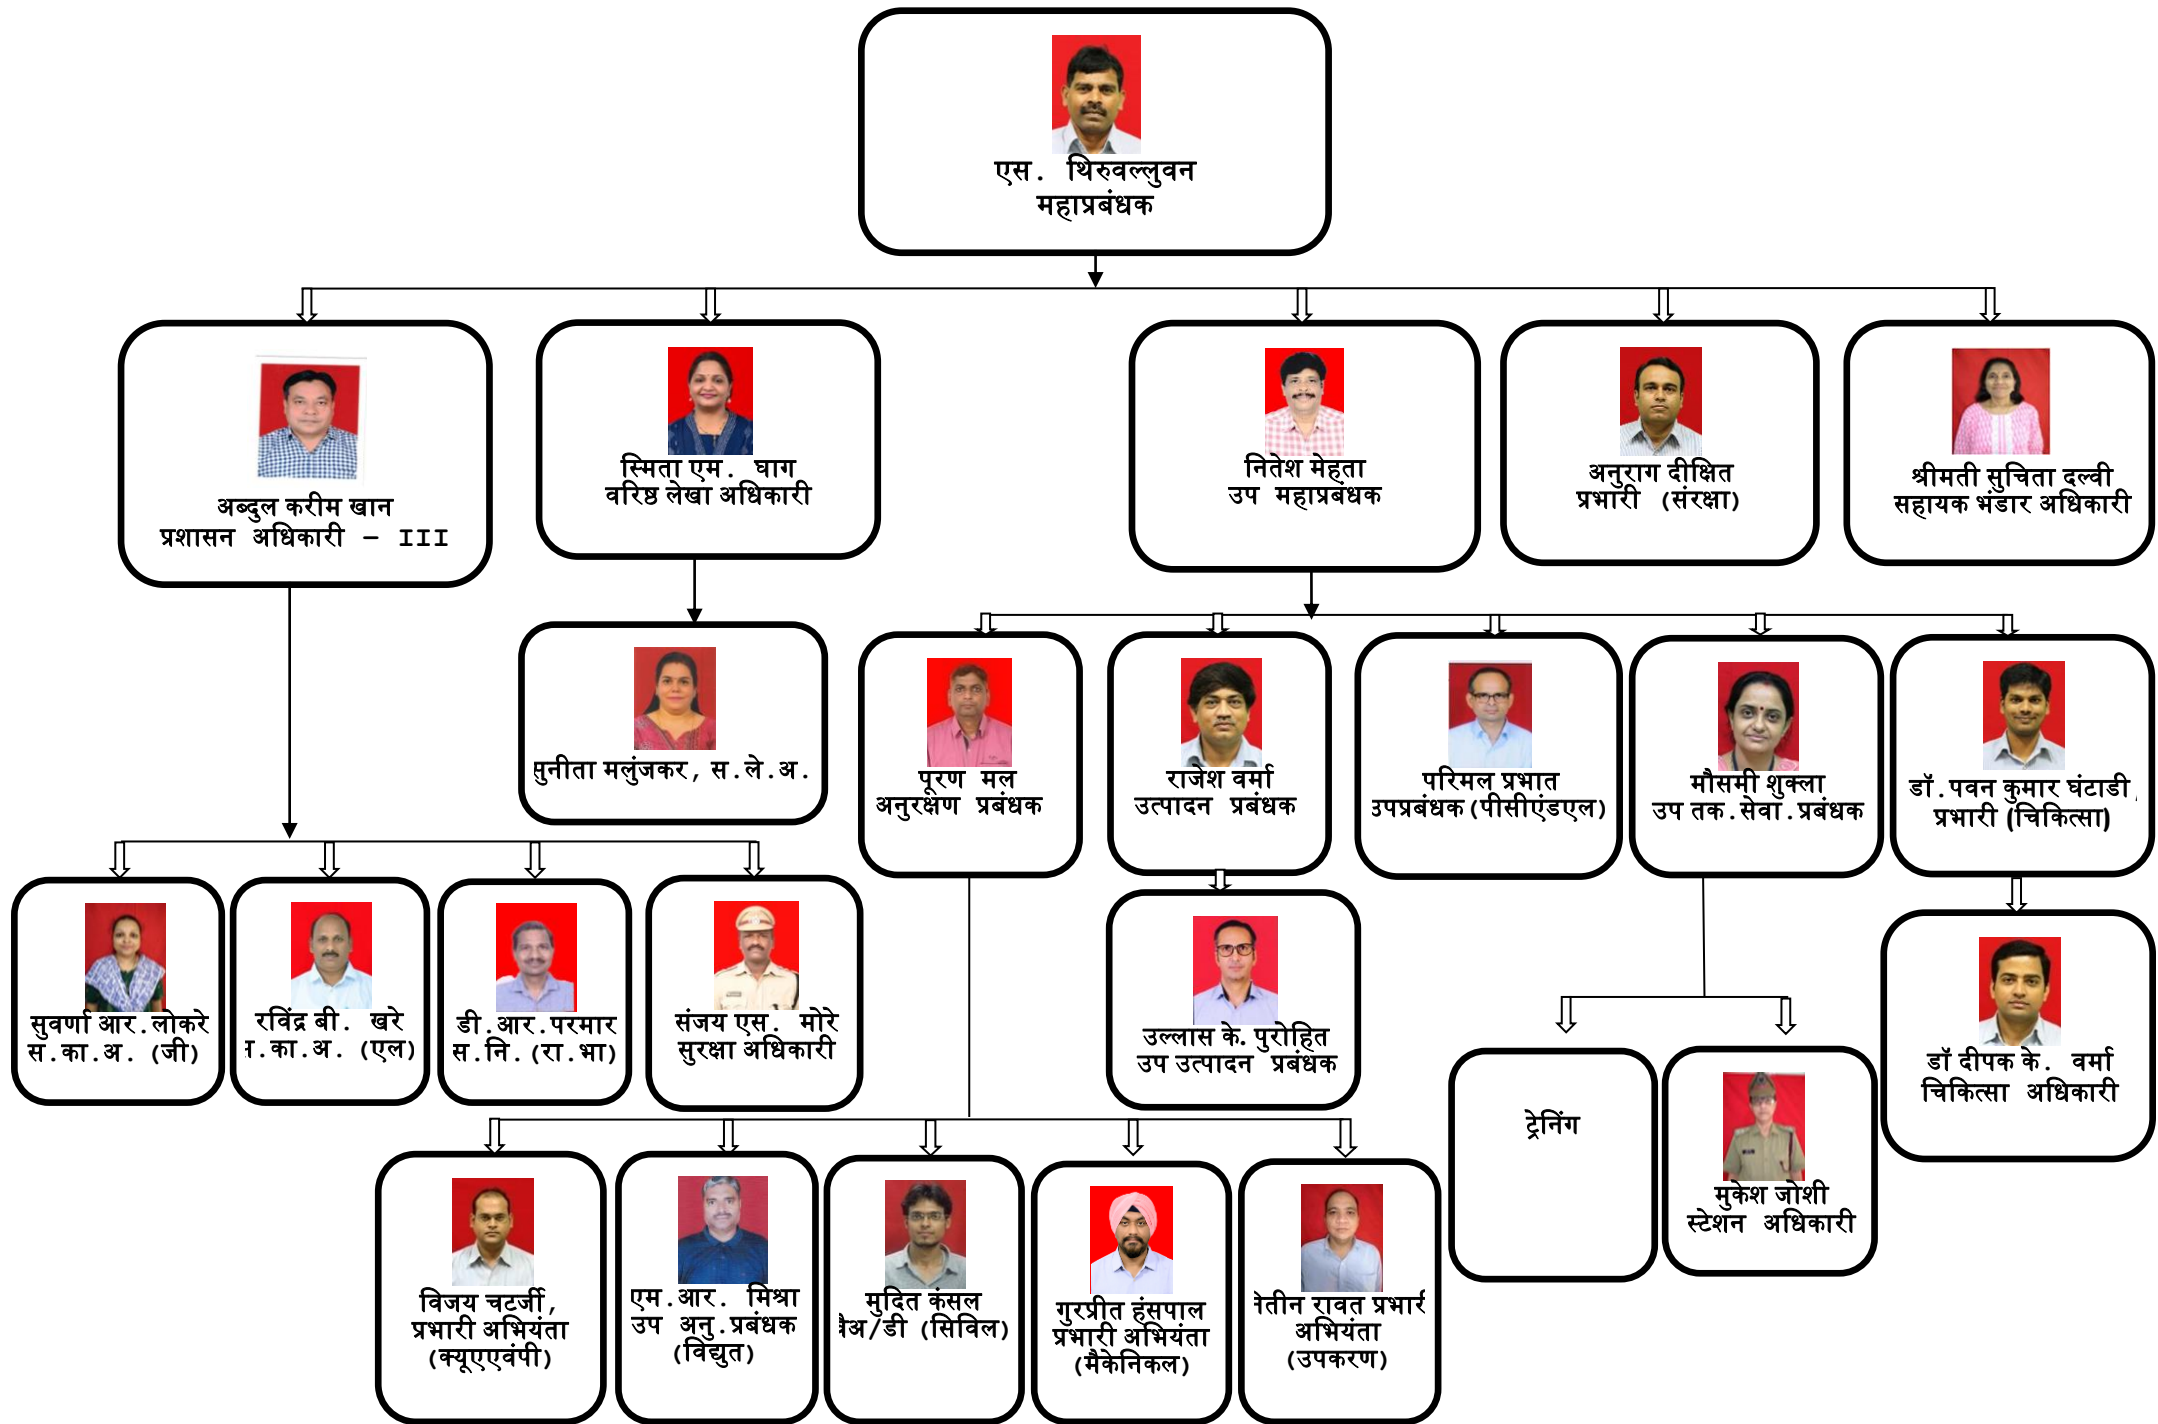 एस. थिरुवल्लुवन
महाप्रबंधक
अब्दुल करीम खान
प्रशासन अधिकारी – III
स्मिता एम. घाग
वरिष्ठ लेखा अधिकारी
नितेश मेहता
उप महाप्रबंधक
अनुराग दीक्षित
प्रभारी (संरक्षा)
श्रीमती सुचिता दल्वी
सहायक भंडार अधिकारी
सुनीता मलुंजकर, स.ले.अ.
पूरण मल
अनुरक्षण प्रबंधक
राजेश वर्मा
उत्पादन प्रबंधक
परिमल प्रभात
उपप्रबंधक(पीसीएंडएल)
मौसमी शुक्ला
उप तक.सेवा.प्रबंधक
डॉ.पवन कुमार घंटाडी,
प्रभारी (चिकित्सा)
सुवर्णा आर.लोकरे
स.का.अ. (जी)
रविंद्र बी. खरे
स.का.अ. (एल)
डी.आर.परमार
स.नि.(रा.भा)
संजय एस. मोरे
सुरक्षा अधिकारी
उल्लास के. पुरोहित
उप उत्पादन प्रबंधक
ट्रेनिंग
मुकेश जोशी
स्टेशन अधिकारी
डॉ दीपक के. वर्मा
चिकित्सा अधिकारी
विजय चटर्जी,
प्रभारी अभियंता
(क्यूएएवंपी)
एम.आर. मिश्रा
उप अनु.प्रबंधक
(विद्युत)
मुदित कंसल
वैअ/डी (सिविल)
गुरप्रीत हंसपाल
प्रभारी अभियंता
(मैकेनिकल)
नितीन रावत प्रभारी
अभियंता
(उपकरण)